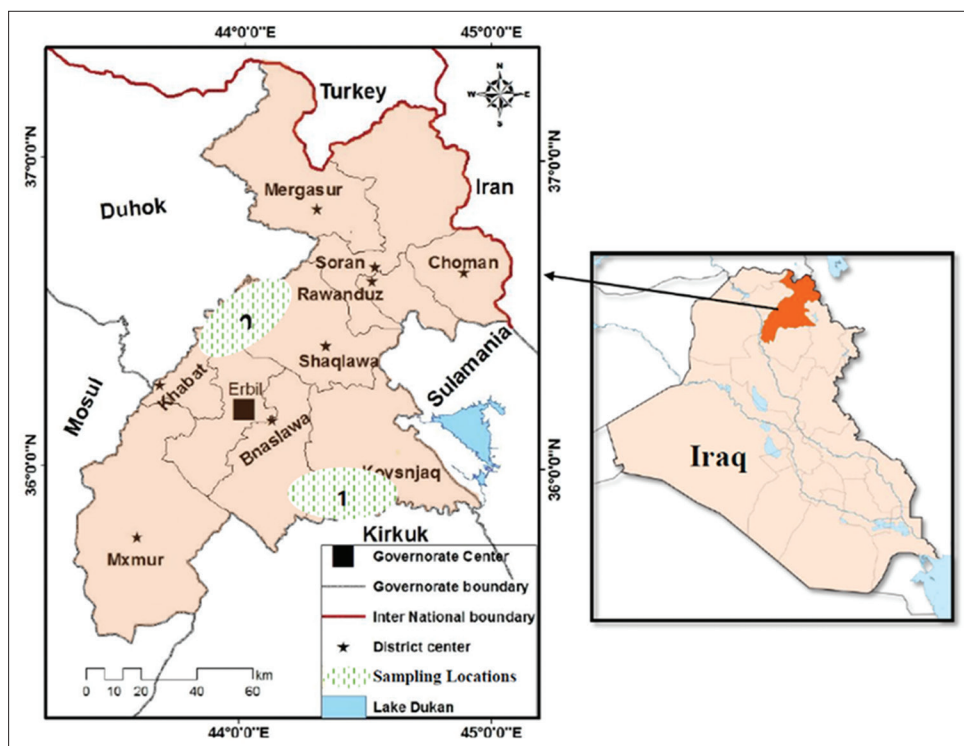 44°0'0"E
45°0'0"E
Turkey
N
W
E
S
37°0'0"N
37°0'0"N
Iran
Mergasur
Duhok
Soran
Choman
Rawanduz
2
Shaqlawa
Sulamania
Mosul
Khabat
Erbil
Bnaslawa
36°0'0"N
36°0'0"N
Koysnjaq
1
Kirkuk
Mxmur
Governorate Center
Governorate boundary
Inter National boundary
District center
Sampling Locations
Lake Dukan
0 10 20 40 60
km
44°0'0"E
45°0'0"E
Iraq